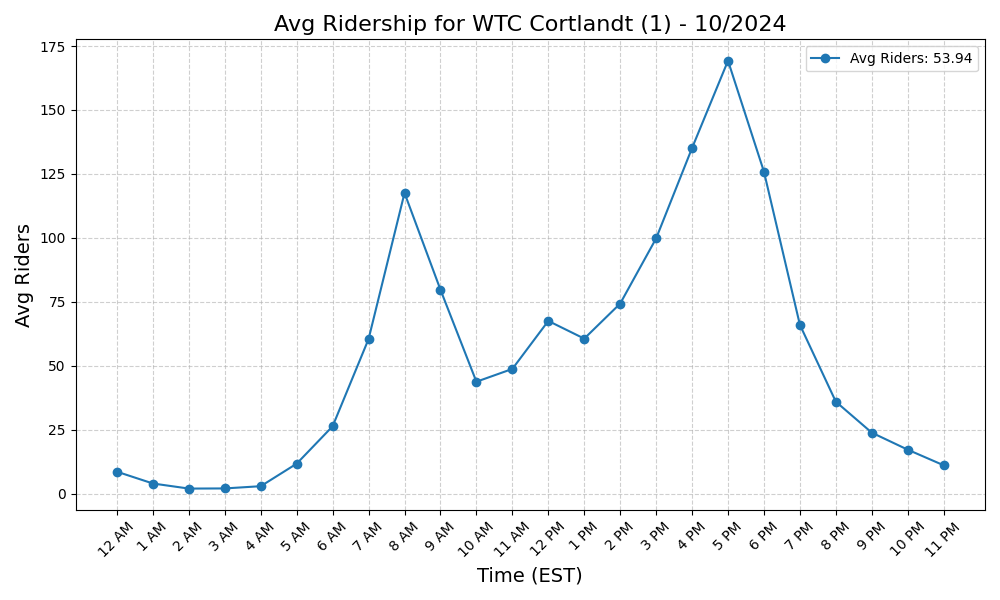 Avg Ridership for WTC Cortlandt (1) - 10/2024
Avg Riders: 53.94
Avg Riders
175
150
125
100
75
50
25
0
12 AM
1 AM
2 AM
3 AM
4 AM
5 AM
6 AM
7 AM
8 AM
9 AM
10 AM
11 AM
12 PM
1 PM
2 PM
3 PM
4 PM
5 PM
6 PM
7 PM
8 PM
9 PM
10 PM
11 PM
Time (EST)